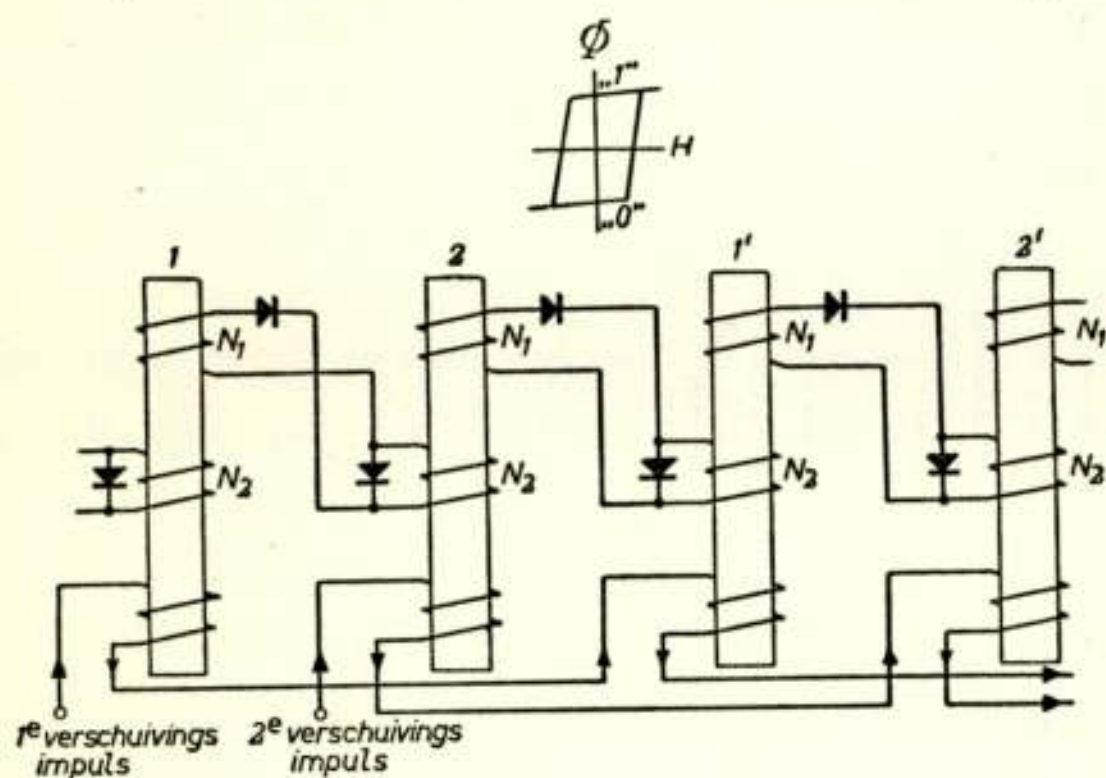 Φ
„1"
H
„0"
1
2
1'
2'
N1
N1
N1
N1
N2
N2
N2
N2
1e verschuivings
impuls
2e verschuivings
impuls